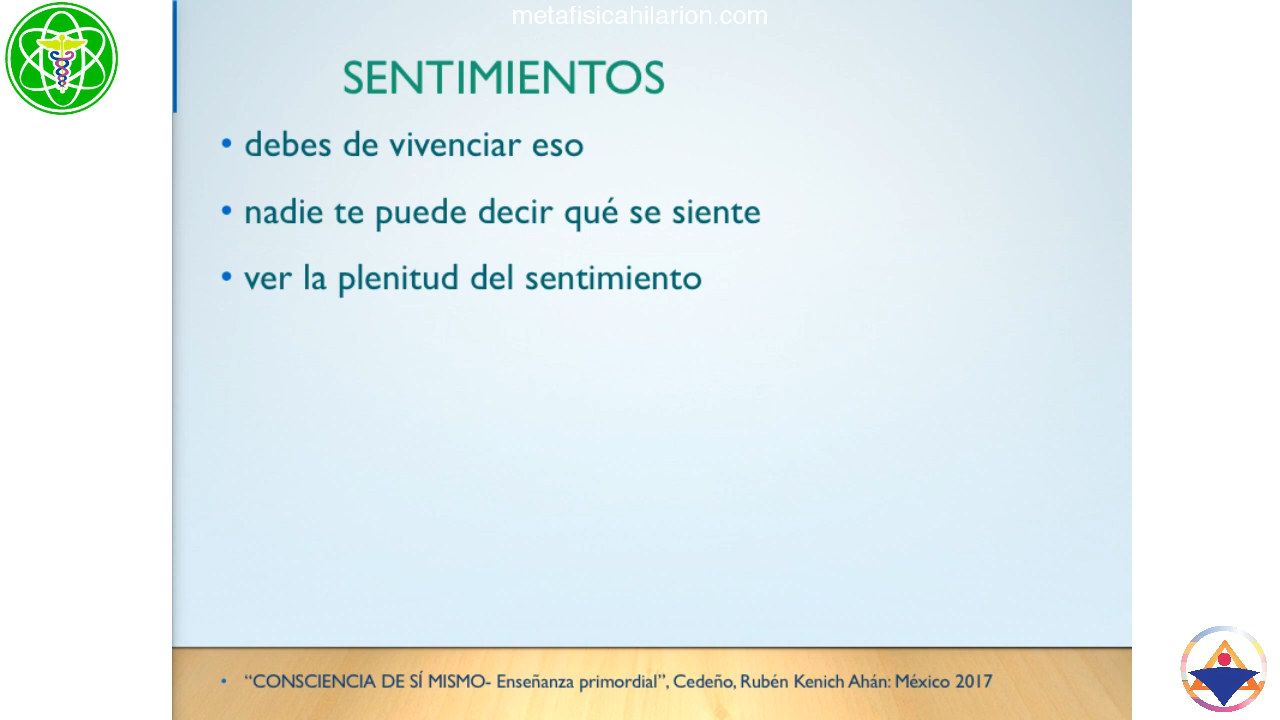 metafisicahilarion.com
SENTIMIENTOS
• debes de vivenciar eso
• nadie te puede decir qué se siente
• ver la plenitud del sentimiento
• “CONSCIENCIA DE SÍ MISMO- Enseñanza primordial”, Cedeño, Rubén Kenich Ahán: México 2017